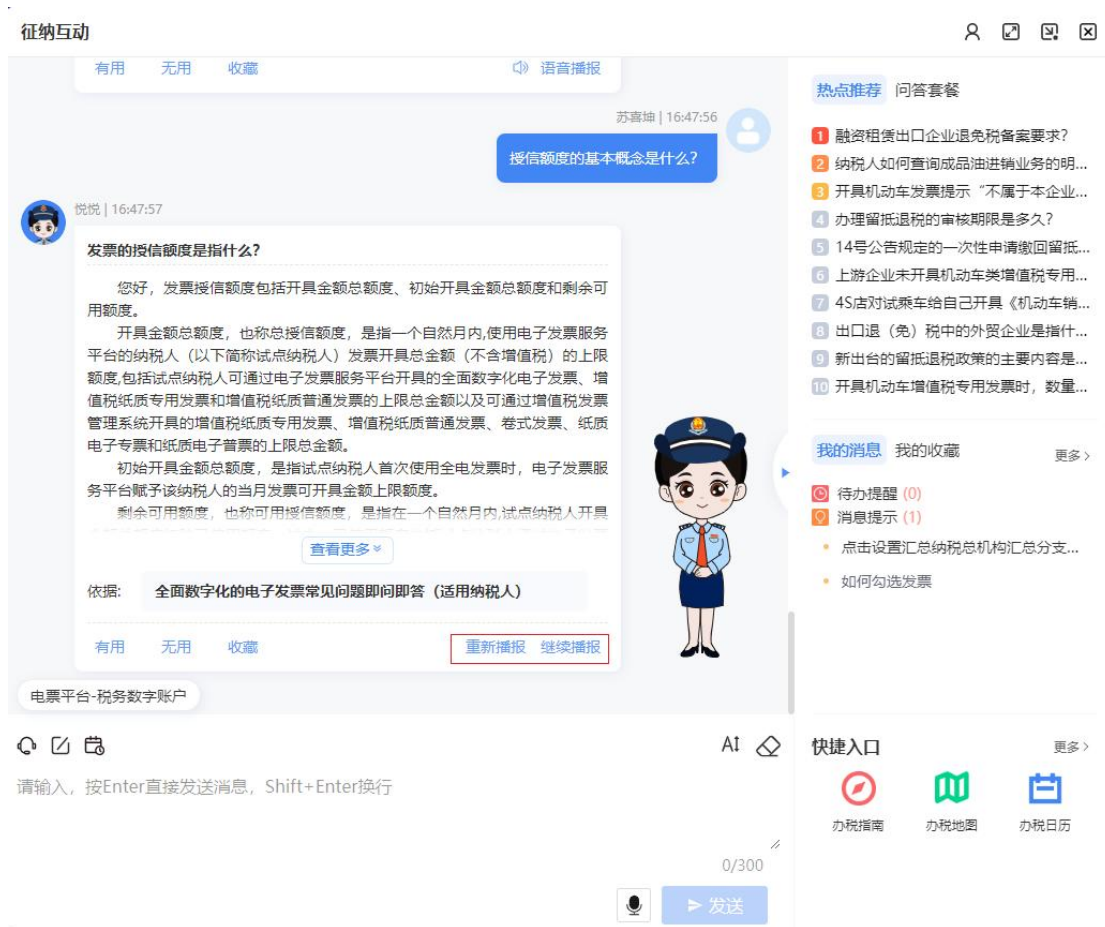 征纳互动
有用 无用 收藏 语音播报
苏喜坤 | 16:47:56
授信额度的基本概念是什么?
悦悦 | 16:47:57
发票的授信额度是指什么?
您好，发票授信额度包括开具金额总额度、初始开具金额总额度和剩余可
用额度。
开具金额总额度，也称总授信额度，是指一个自然月内,使用电子发票服务
平台的纳税人（以下简称试点纳税人）发票开具总金额（不含增值税）的上限
额度,包括试点纳税人可通过电子发票服务平台开具的全面数字化电子发票、增
值税纸质专用发票和增值税纸质普通发票的上限总金额以及可通过增值税发票
管理系统开具的增值税纸质专用发票、增值税纸质普通发票、卷式发票、纸质
电子专票和纸质电子普票的上限总金额。
初始开具金额总额度，是指试点纳税人首次使用全电发票时，电子发票服
务平台赋予该纳税人的当月发票可开具金额上限额度。
剩余可用额度，也称可用授信额度，是指在一个自然月内,试点纳税人开具
查看更多
依据: 全面数字化的电子发票常见问题即问即答（适用纳税人）
有用 无用 收藏 重新播报 继续播报
电票平台-税务数字账户
请输入，按Enter直接发送消息，Shift+Enter换行
0/300
发送
热点推荐 问答套餐
1 融资租赁出口企业退免税备案要求?
2 纳税人如何查询成品油进销业务的明...
3 开具机动车发票提示“不属于本企业...
4 办理留抵退税的审核期限是多久?
5 14号公告规定的一次性申请缴回留抵...
6 上游企业未开具机动车类增值税专用...
7 4S店对试乘车给自己开具《机动车销...
8 出口退（免）税中的外贸企业是指什...
9 新出台的留抵退税政策的主要内容是...
10 开具机动车增值税专用发票时，数量...
我的消息 我的收藏 更多
待办提醒 (0)
消息提示 (1)
点击设置汇总纳税总机构汇总分支...
如何勾选发票
快捷入口 更多
办税指南 办税地图 办税日历